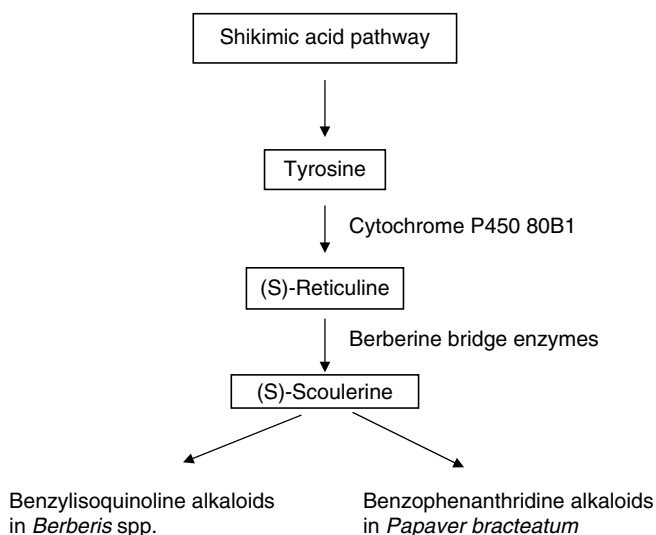 Shikimic acid pathway
Tyrosine
Cytochrome P450 80B1
(S)-Reticuline
Berberine bridge enzymes
(S)-Scoulerine
Benzylisoquinoline alkaloids
in Berberis spp.
Benzophenanthridine alkaloids
in Papaver bracteatum